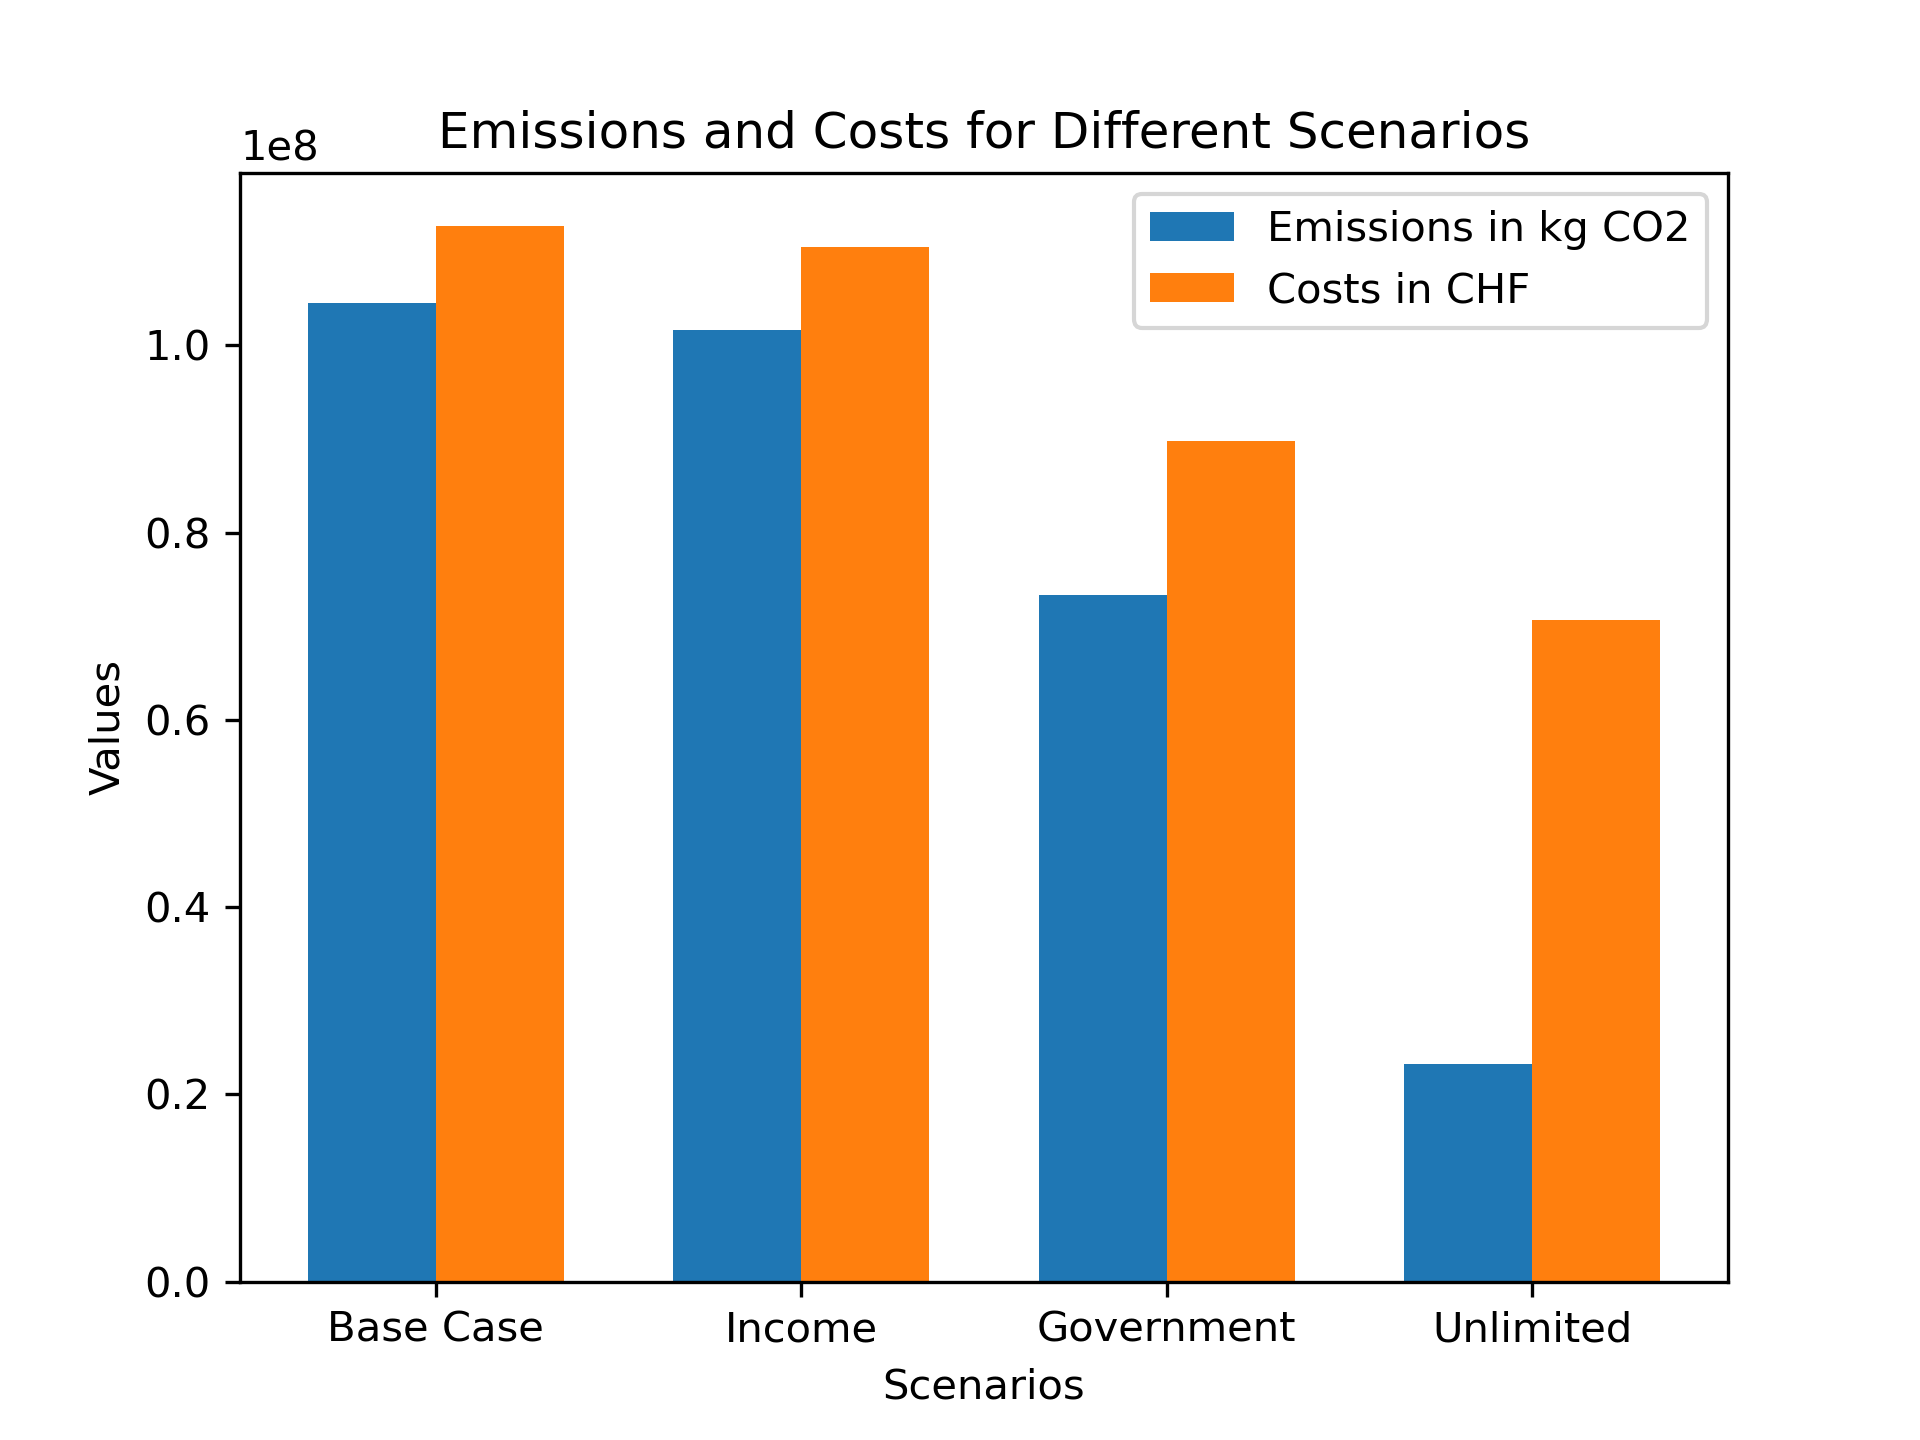 Emissions and Costs for Different Scenarios
1e8
Emissions in kg CO2
Costs in CHF
1.0
0.8
0.6
0.4
0.2
0.0
Values
Base Case Income Government Unlimited
Scenarios